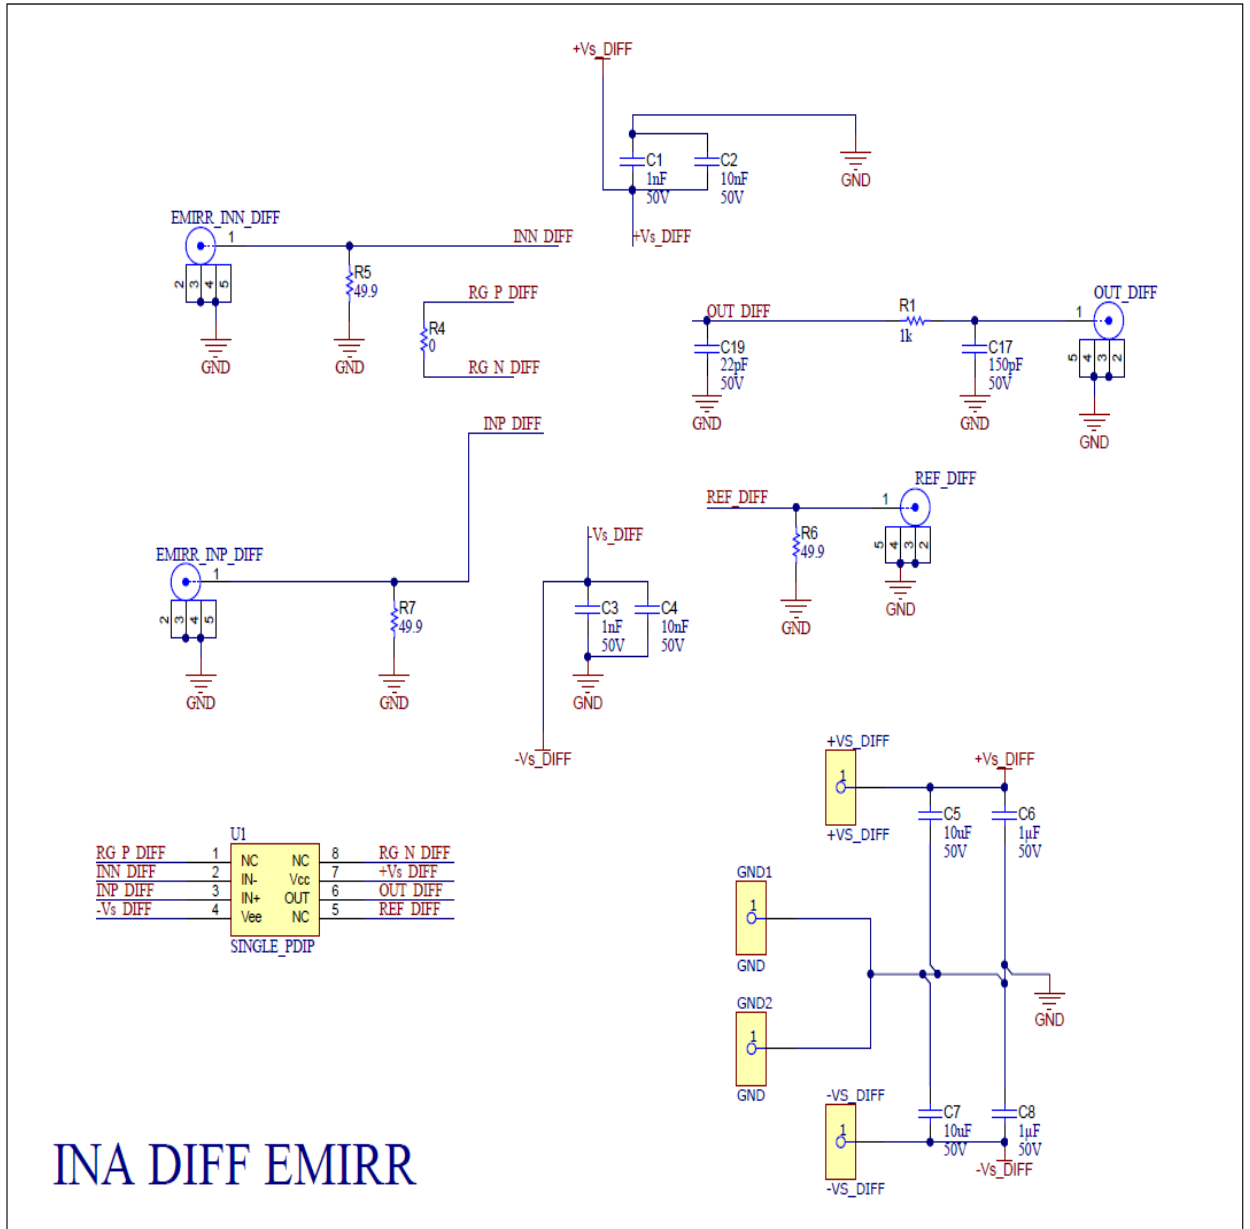 +Vs_DIFF
C1
1nF
50V
C2
10nF
50V
GND
+Vs_DIFF
EMIRR_INN_DIFF
1
2
3
4
5
GND
R5
49.9
GND
INN_DIFF
RG_P_DIFF
R4
0
RG_N_DIFF
OUT_DIFF
C19
22pF
50V
GND
R1
1k
C17
150pF
50V
GND
OUT_DIFF
1
5
4
3
2
GND
INP_DIFF
EMIRR_INP_DIFF
1
2
3
4
5
GND
R7
49.9
GND
-Vs_DIFF
C3
1nF
50V
C4
10nF
50V
GND
-Vs_DIFF
REF_DIFF
R6
49.9
GND
REF_DIFF
1
5
4
3
2
GND
U1
RG_P_DIFF 1 NC NC 8 RG_N_DIFF
INN_DIFF 2 IN- Vcc 7 +Vs_DIFF
INP_DIFF 3 IN+ OUT 6 OUT_DIFF
-Vs_DIFF 4 Vee NC 5 REF_DIFF
SINGLE_PDIP
+VS_DIFF
1
+VS_DIFF
+Vs_DIFF
C5
10uF
50V
C6
1µF
50V
GND1
1
GND
GND2
1
GND
GND
-VS_DIFF
1
-VS_DIFF
C7
10uF
50V
C8
1µF
50V
-Vs_DIFF
INA DIFF EMIRR